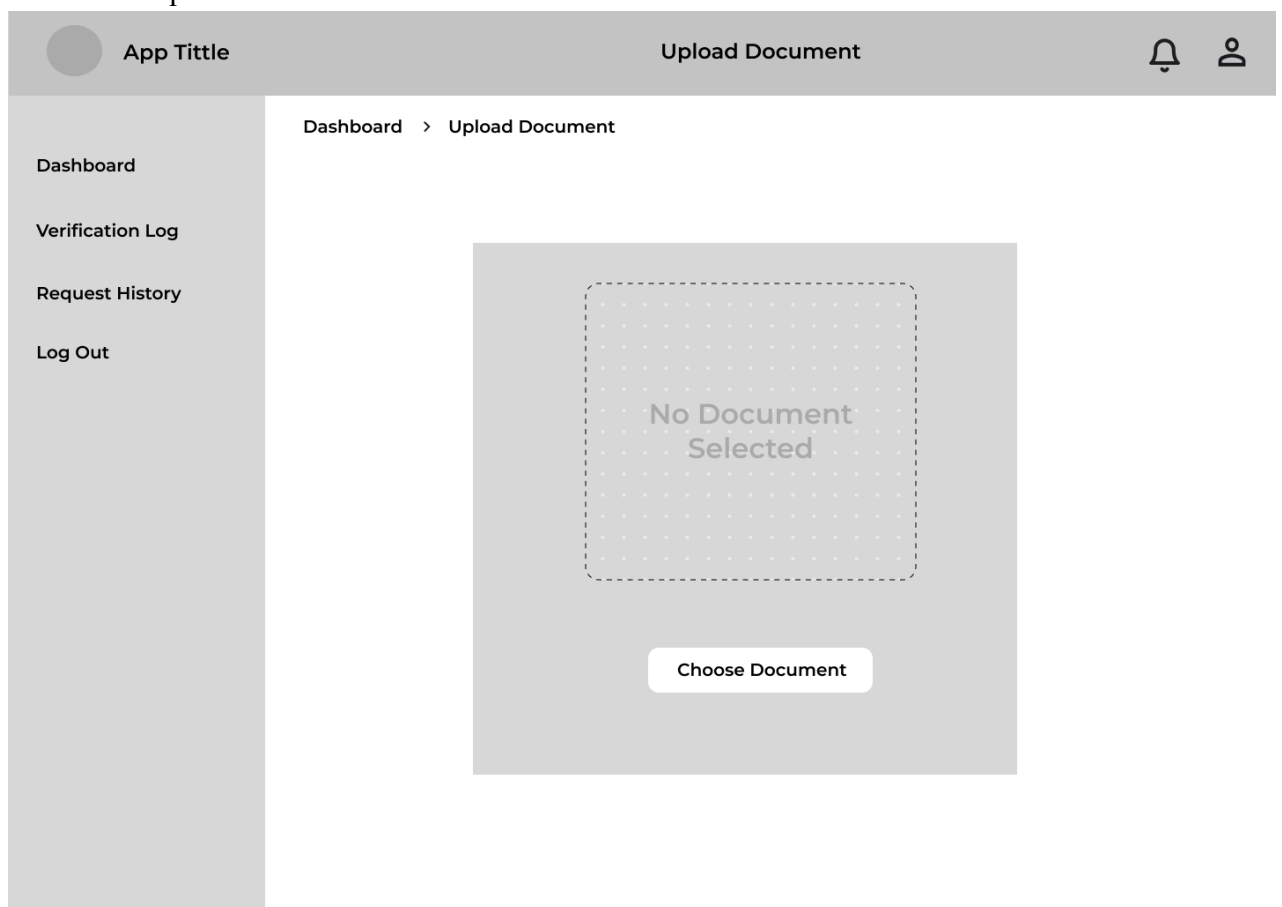 App Tittle
Upload Document
Dashboard > Upload Document
Dashboard
Verification Log
Request History
Log Out
No Document
Selected
Choose Document